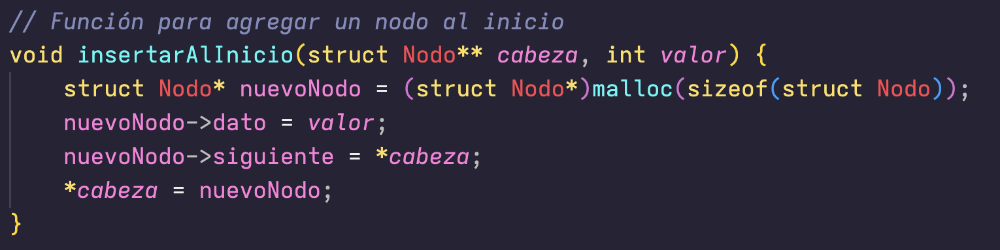 // Función para agregar un nodo al inicio
void insertarAlInicio(struct Nodo** cabeza, int valor) {
    struct Nodo* nuevoNodo = (struct Nodo*)malloc(sizeof(struct Nodo));
    nuevoNodo->dato = valor;
    nuevoNodo->siguiente = *cabeza;
    *cabeza = nuevoNodo;
}